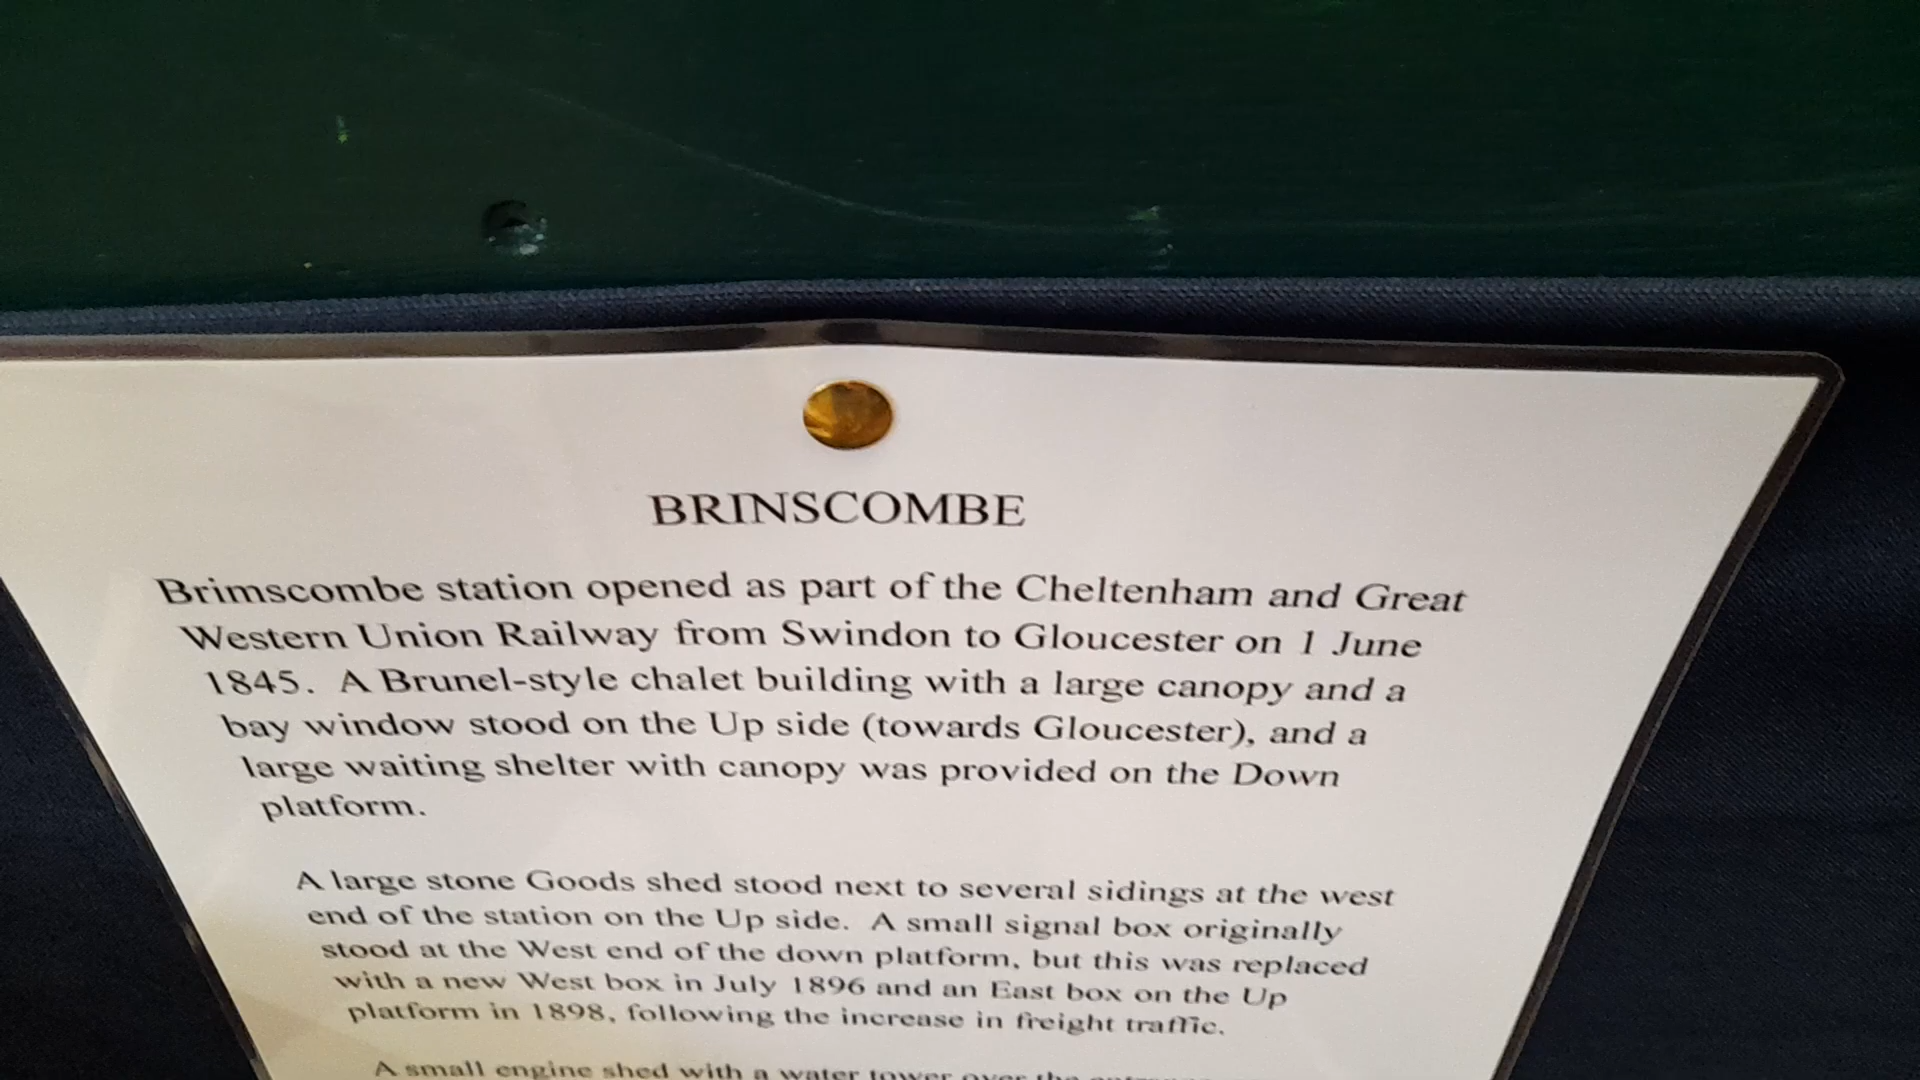 BRINSCOMBE
Brimscombe station opened as part of the Cheltenham and Great
Western Union Railway from Swindon to Gloucester on 1 June
1845. A Brunel-style chalet building with a large canopy and a
bay window stood on the Up side (towards Gloucester), and a
large waiting shelter with canopy was provided on the Down
platform.
A large stone Goods shed stood next to several sidings at the west
end of the station on the Up side. A small signal box originally
stood at the West end of the down platform, but this was replaced
with a new West box in July 1896 and an East box on the Up
platform in 1898, following the increase in freight traffic.
A small engine shed with a water tower over the